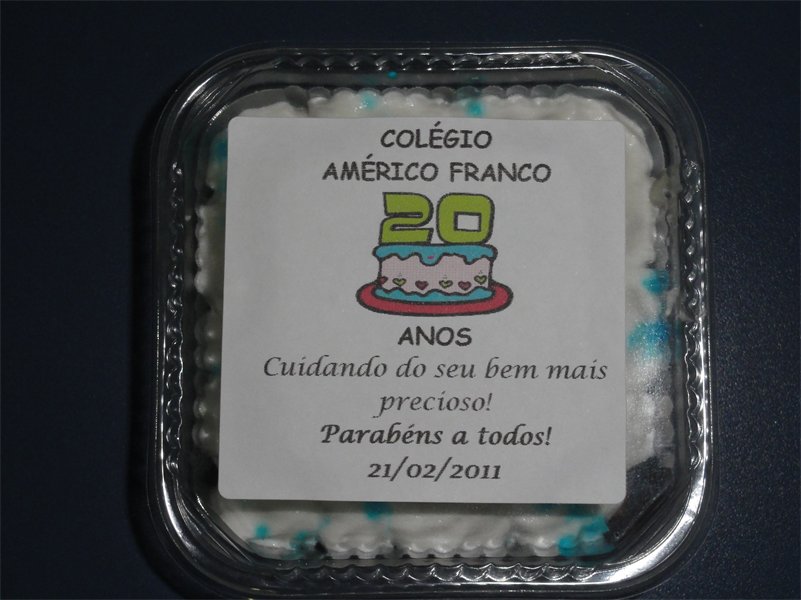 COLÉGIO
AMÉRICO FRANCO
20
ANOS
Cuidando do seu bem mais
precioso!
Parabéns a todos!
21/02/2011